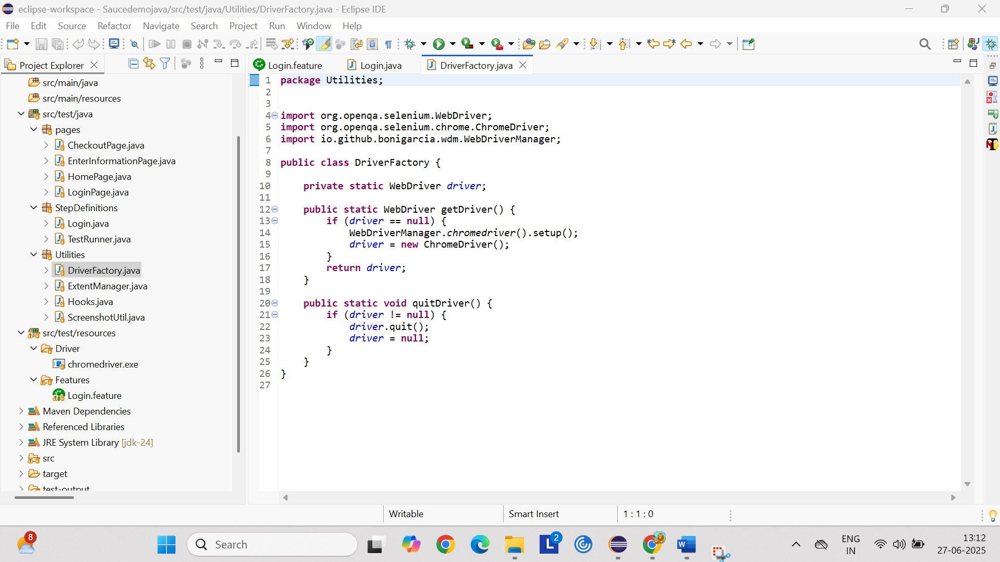 eclipse-workspace - Saucedemojava/src/test/java/Utilities/DriverFactory.java - Eclipse IDE
File Edit Source Refactor Navigate Search Project Run Window Help
Project Explorer
Login.feature
Login.java
DriverFactory.java
src/main/java
src/main/resources
src/test/java
pages
CheckoutPage.java
EnterInformationPage.java
HomePage.java
LoginPage.java
StepDefinitions
Login.java
TestRunner.java
Utilities
DriverFactory.java
ExtentManager.java
Hooks.java
ScreenshotUtil.java
src/test/resources
Driver
chromedriver.exe
Features
Login.feature
Maven Dependencies
Referenced Libraries
JRE System Library [jdk-24]
src
target
test-output
1 package Utilities;
2
3
4 import org.openqa.selenium.WebDriver;
5 import org.openqa.selenium.chrome.ChromeDriver;
6 import io.github.bonigarcia.wdm.WebDriverManager;
7
8 public class DriverFactory {
9
10 private static WebDriver driver;
11
12 public static WebDriver getDriver() {
13 if (driver == null) {
14 WebDriverManager.chromedriver().setup();
15 driver = new ChromeDriver();
16 }
17 return driver;
18 }
19
20 public static void quitDriver() {
21 if (driver != null) {
22 driver.quit();
23 driver = null;
24 }
25 }
26 }
27
Writable
Smart Insert
1 : 1 : 0
8
Search
2
ENG
IN
13:12
27-06-2025